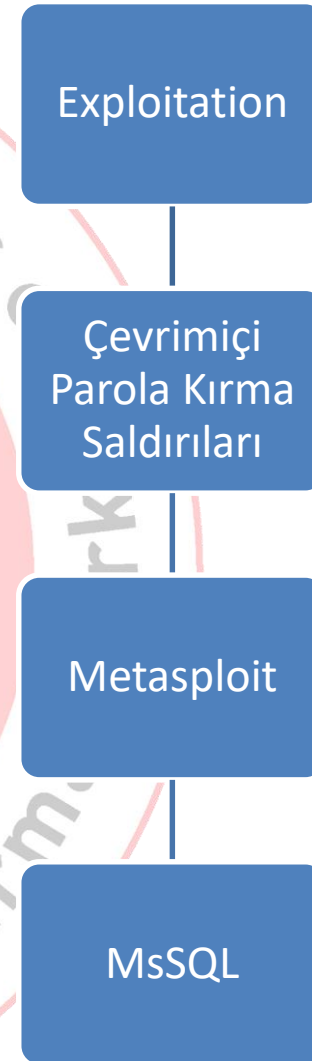 Exploitation
Çevrimiçi
Parola Kırma
Saldırıları
Metasploit
MsSQL